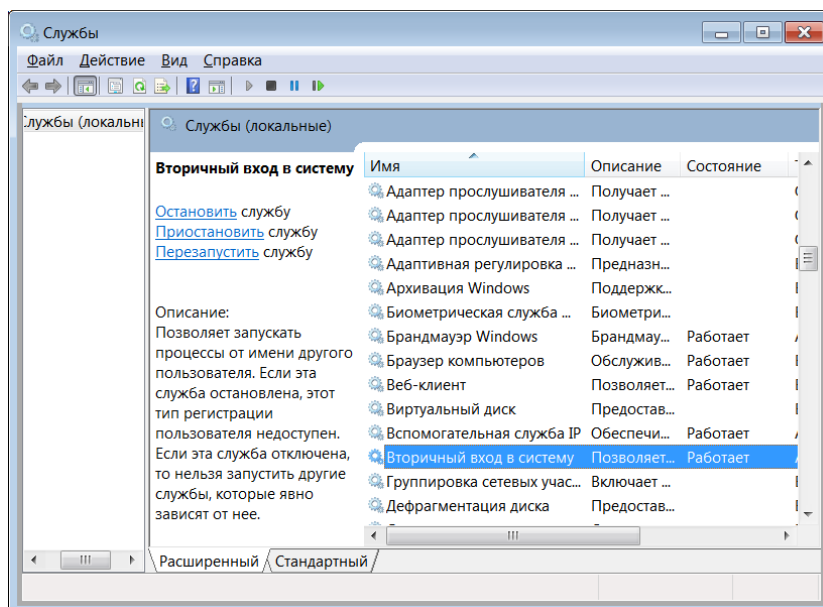 Службы
Файл Действие Вид Справка
Службы (локальн
Службы (локальные)
Вторичный вход в систему
Остановить службу
Приостановить службу
Перезапустить службу
Описание:
Позволяет запускать
процессы от имени другого
пользователя. Если эта
служба остановлена, этот
тип регистрации
пользователя недоступен.
Если эта служба отключена,
то нельзя запустить другие
службы, которые явно
зависят от нее.
Имя Описание Состояние
Адаптер прослушивателя ... Получает ...
Адаптер прослушивателя ... Получает ...
Адаптер прослушивателя ... Получает ...
Адаптивная регулировка ... Предназн...
Архивация Windows Поддержк...
Биометрическая служба ... Биометри...
Брандмауэр Windows Брандмау... Работает
Браузер компьютеров Обслужив... Работает
Веб-клиент Позволяет... Работает
Виртуальный диск Предостав...
Вспомогательная служба IP Обеспечи... Работает
Вторичный вход в систему Позволяет... Работает
Группировка сетевых учас... Включает ...
Дефрагментация диска Предостав...
Расширенный Стандартный